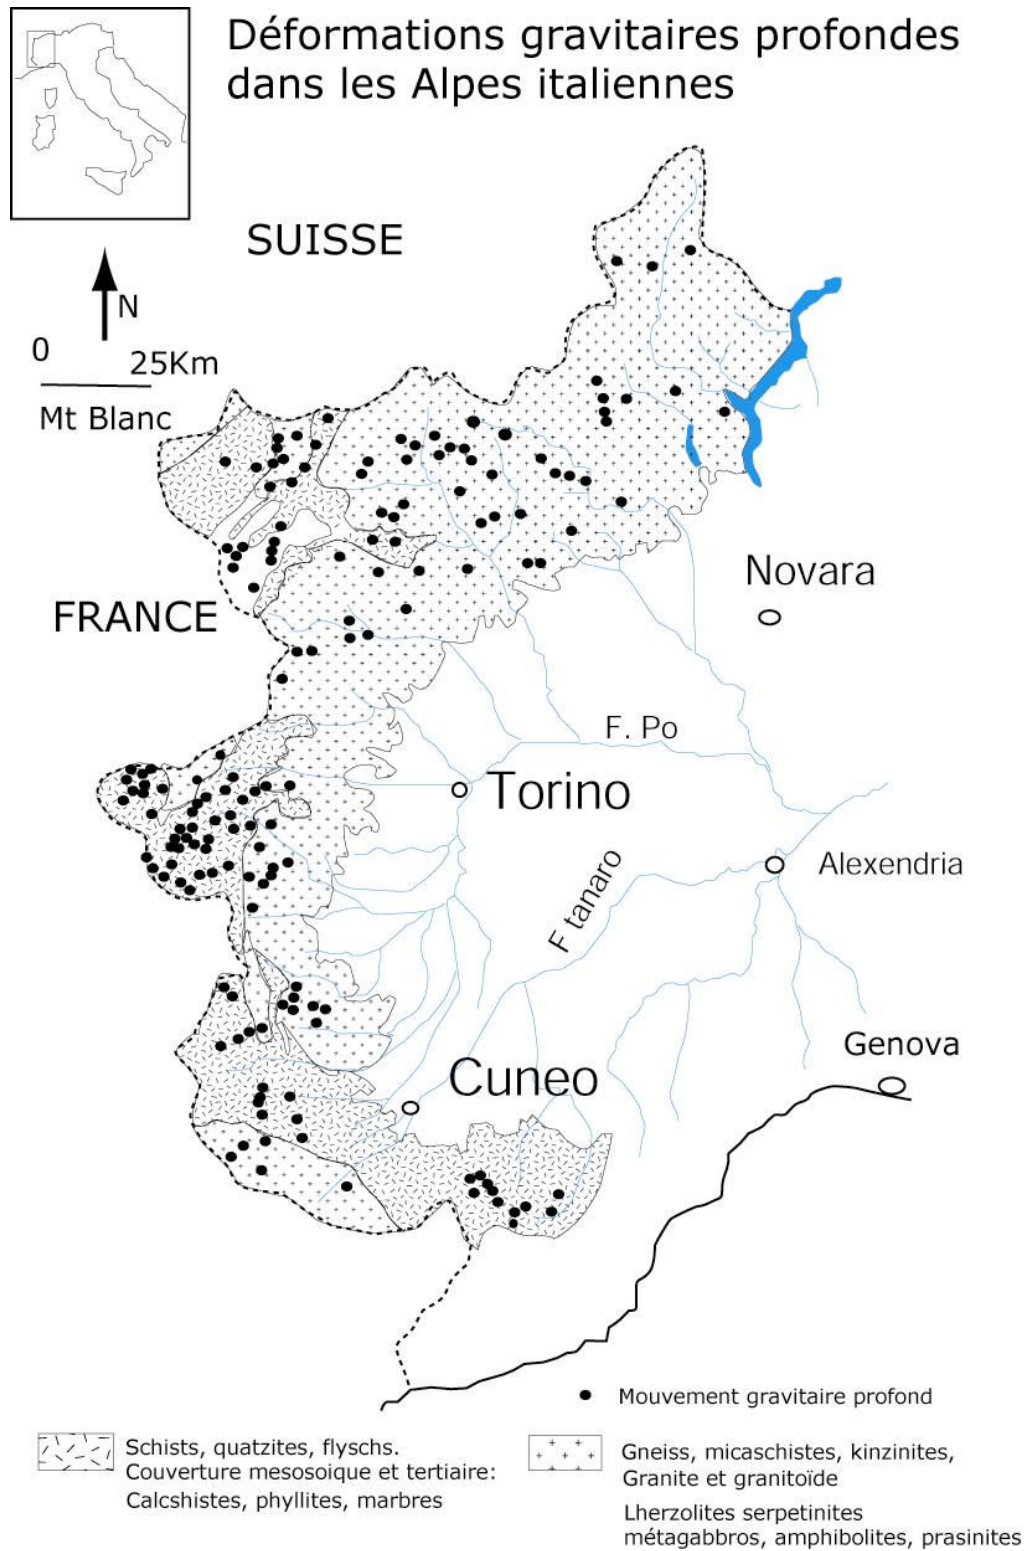 Déformations gravitaires profondes
dans les Alpes italiennes
SUISSE
N
0
25Km
Mt Blanc
FRANCE
Novara
F. Po
Torino
F tanaro
Alexendria
Genova
Cuneo
Mouvement gravitaire profond
Schists, quatzites, flyschs.
Couverture mesosoique et tertiaire:
Calcshistes, phyllites, marbres
Gneiss, micaschistes, kinzinites,
Granite et granitoïde
Lherzolites serpetinites
métagabbros, amphibolites, prasinites